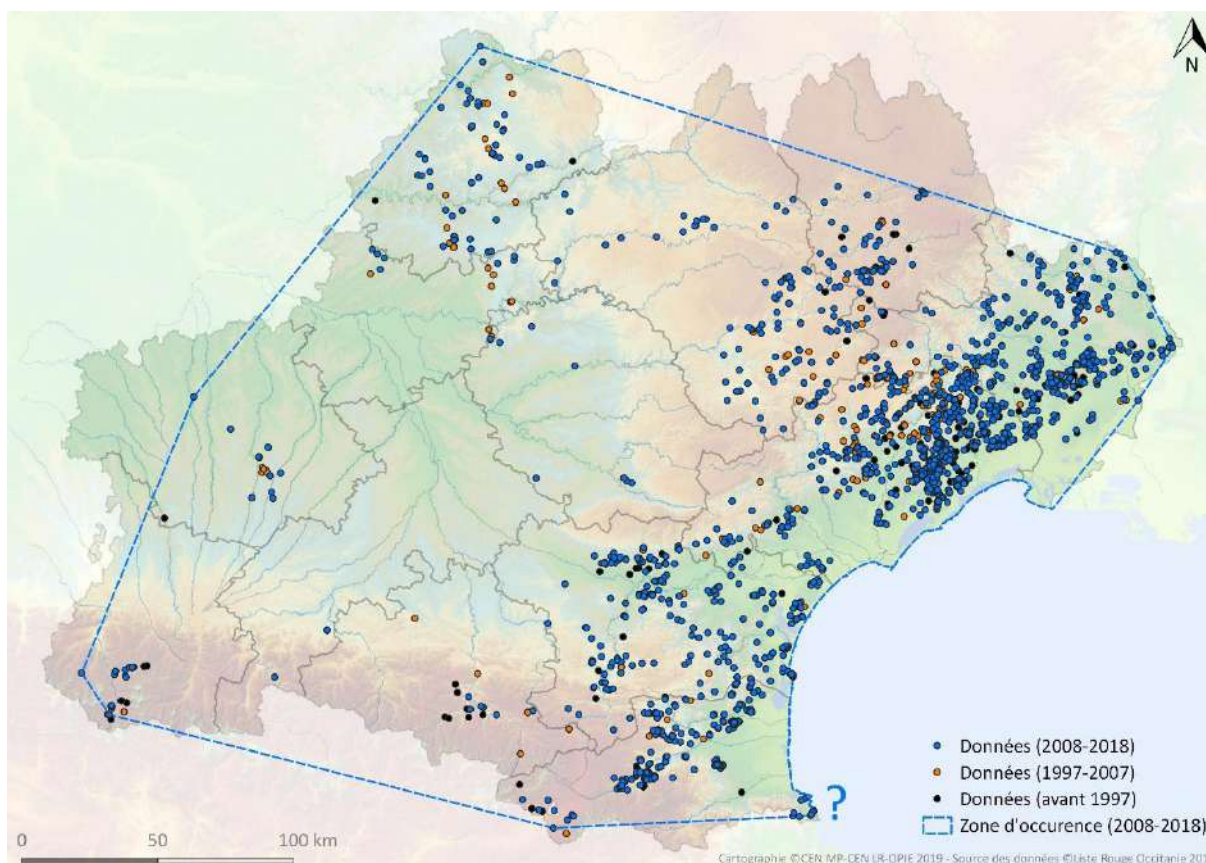 N
Données (2008-2018)
Données (1997-2007)
Données (avant 1997)
Zone d'occurence (2008-2018)
?
0 50 100 km
Cartographie ©CEN MP-CEN LR-OPIE 2019 - Source des données ©Liste Rouge Occitanie